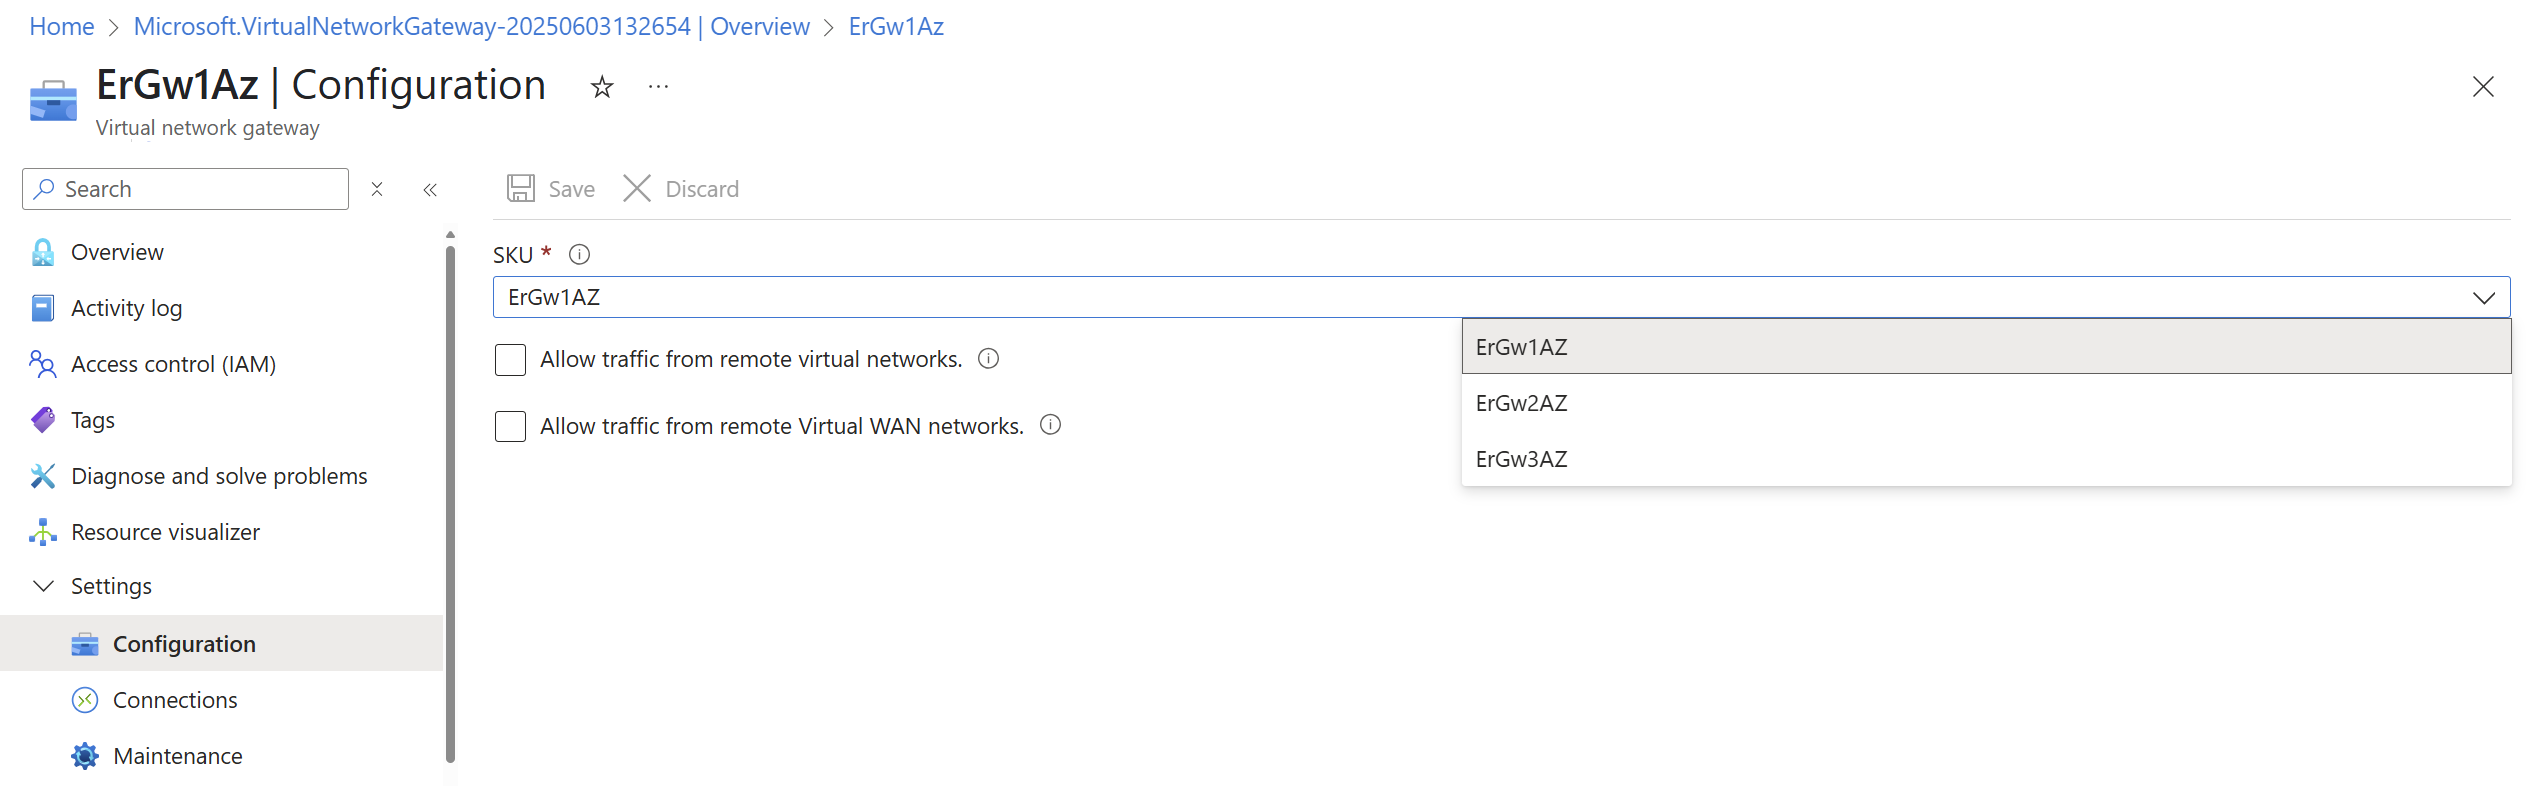 Home > Microsoft.VirtualNetworkGateway-20250603132654 | Overview > ErGw1Az
ErGw1Az | Configuration
Virtual network gateway
Search
Overview
Activity log
Access control (IAM)
Tags
Diagnose and solve problems
Resource visualizer
Settings
Configuration
Connections
Maintenance
Save Discard
SKU *
ErGw1AZ
ErGw1AZ
ErGw2AZ
ErGw3AZ
Allow traffic from remote virtual networks.
Allow traffic from remote Virtual WAN networks.